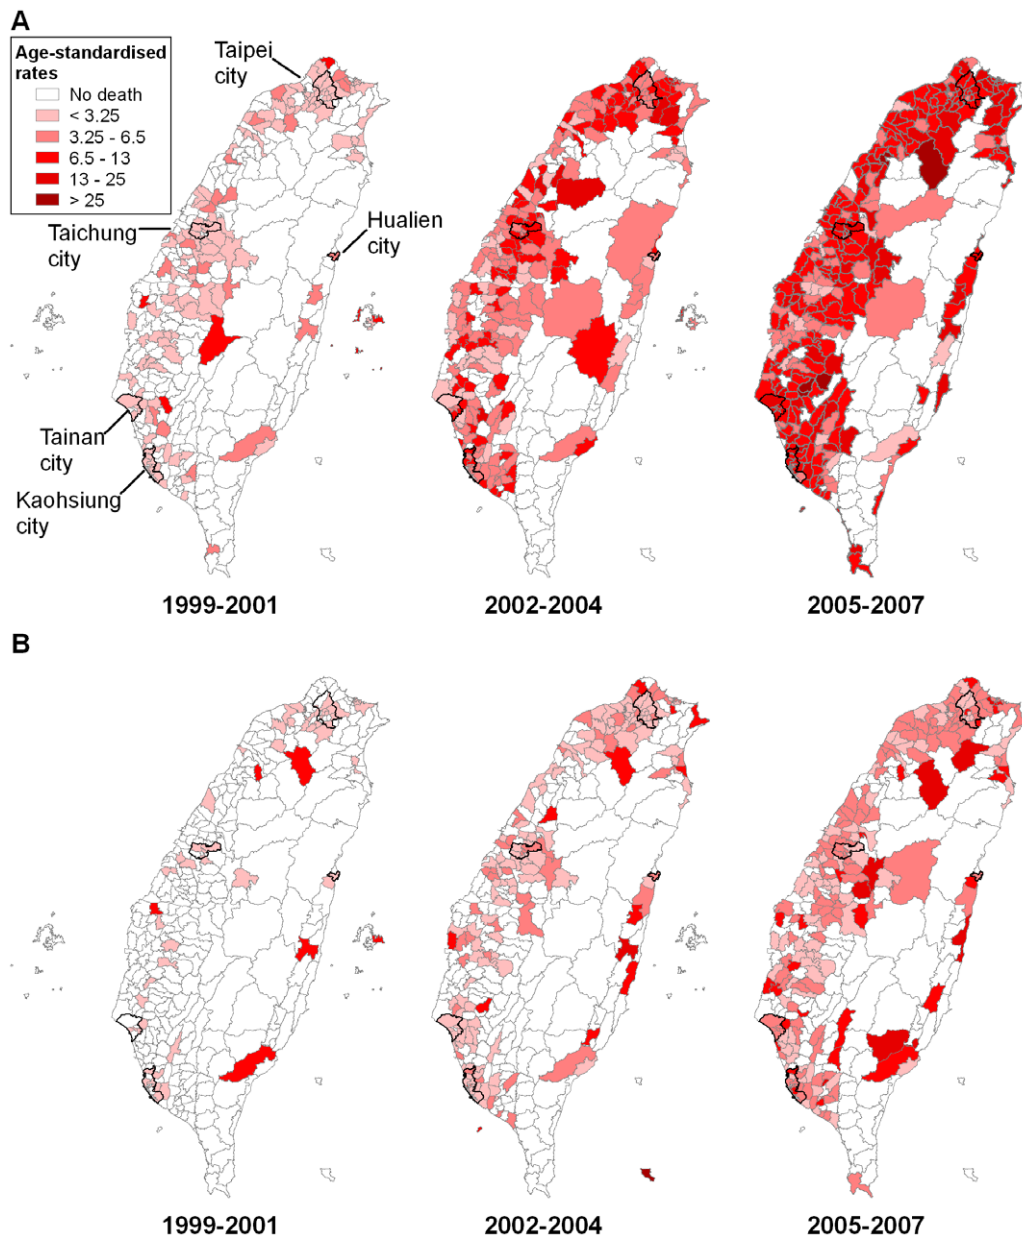 A
Age-standardised
rates
No death
< 3.25
3.25 - 6.5
6.5 - 13
13 - 25
> 25
Taipei
city
Taichung
city
Hualien
city
Tainan
city
Kaohsiung
city
1999-2001
2002-2004
2005-2007
B
1999-2001
2002-2004
2005-2007